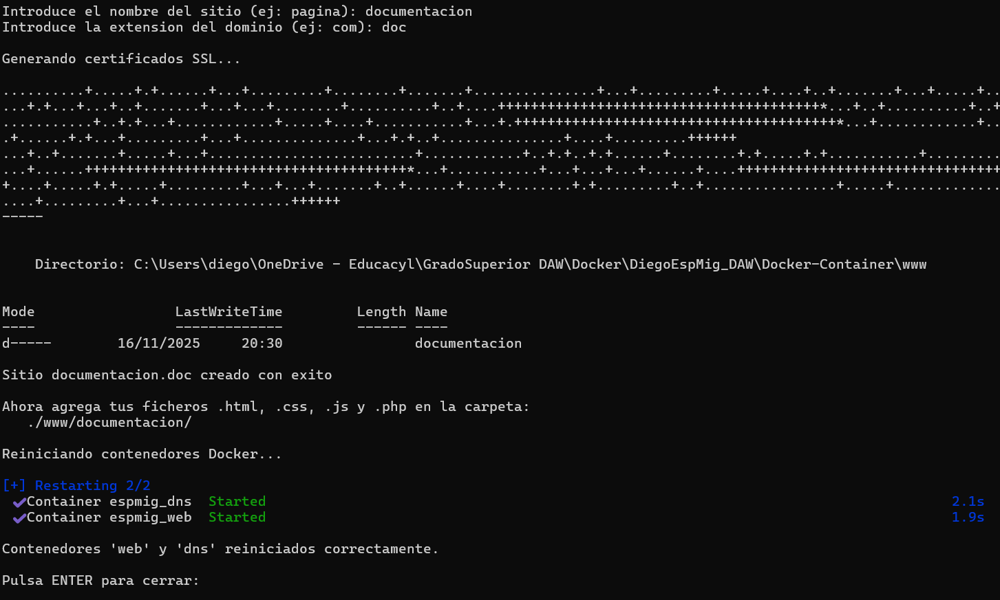 Introduce el nombre del sitio (ej: pagina): documentacion
Introduce la extension del dominio (ej: com): doc
Generando certificados SSL...
..........+.....+.+......+...+.........+........+.......+...............+...+.........+.....+....+..+.......+...+.....+..
...+.+...+...+..+.......+...+...+........+..........+..+....+++++++++++++++++++++++++++++++++++++++*...+..+..........+..+
...........+..+.+...+............+.....+....+...........+...+.+++++++++++++++++++++++++++++++++++++++*...+............+..
.+......+.+...+.........+...+..............+...+.+..+...............+....+.........++++++
...+..+.......+.....+...+..........................+............+..+.+..+.+......+........+.+.....+.+...........+.........
...+......+++++++++++++++++++++++++++++++++++++++*...+...........+...+...+...+......+....++++++++++++++++++++++++++++++++
+....+.....+.+.....+.........+...+...+...+.......+..+......+....+........+.+.........+..+................+.....+.............
....+.........+...+................++++++
-----
Directorio: C:\Users\diego\OneDrive - Educacyl\GradoSuperior DAW\Docker\DiegoEspMig_DAW\Docker-Container\www
Mode                 LastWriteTime         Length Name
----                 -------------         ------ ----
d-----        16/11/2025     20:30                documentacion
Sitio documentacion.doc creado con exito
Ahora agrega tus ficheros .html, .css, .js y .php en la carpeta:
./www/documentacion/
Reiniciando contenedores Docker...
[+] Restarting 2/2
✔Container espmig_dns  Started 2.1s
✔Container espmig_web  Started 1.9s
Contenedores 'web' y 'dns' reiniciados correctamente.
Pulsa ENTER para cerrar: